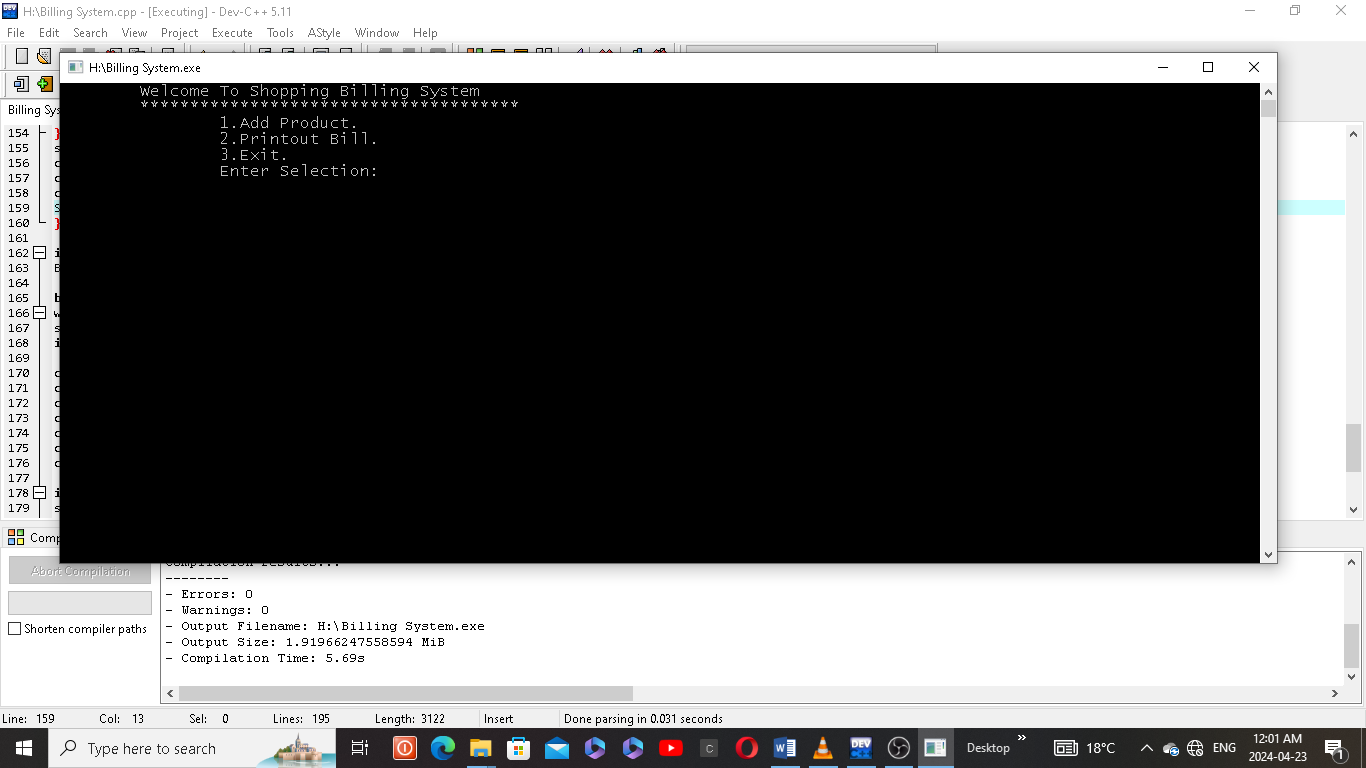 H:\Billing System.cpp - [Executing] - Dev-C++ 5.11
File Edit Search View Project Execute Tools AStyle Window Help
H:\Billing System.exe
Welcome To Shopping Billing System
**************************************
1.Add Product.
2.Printout Bill.
3.Exit.
Enter Selection:
Billing Sys
154 }
155 s
156 c
157 c
158 c
159 S
160 }
161
162 i
163 B
164
165 b
166 w
167 s
168 i
169
170 c
171 c
172 c
173 c
174 c
175 c
176 c
177
178 i
179 s
Comp
Abort Compilation
Shorten compiler paths
Compilation results...
--------
- Errors: 0
- Warnings: 0
- Output Filename: H:\Billing System.exe
- Output Size: 1.91966247558594 MiB
- Compilation Time: 5.69s
Line: 159 Col: 13 Sel: 0 Lines: 195 Length: 3122 Insert Done parsing in 0.031 seconds
Type here to search
DEV
Desktop
18°C
ENG
12:01 AM
2024-04-23
1